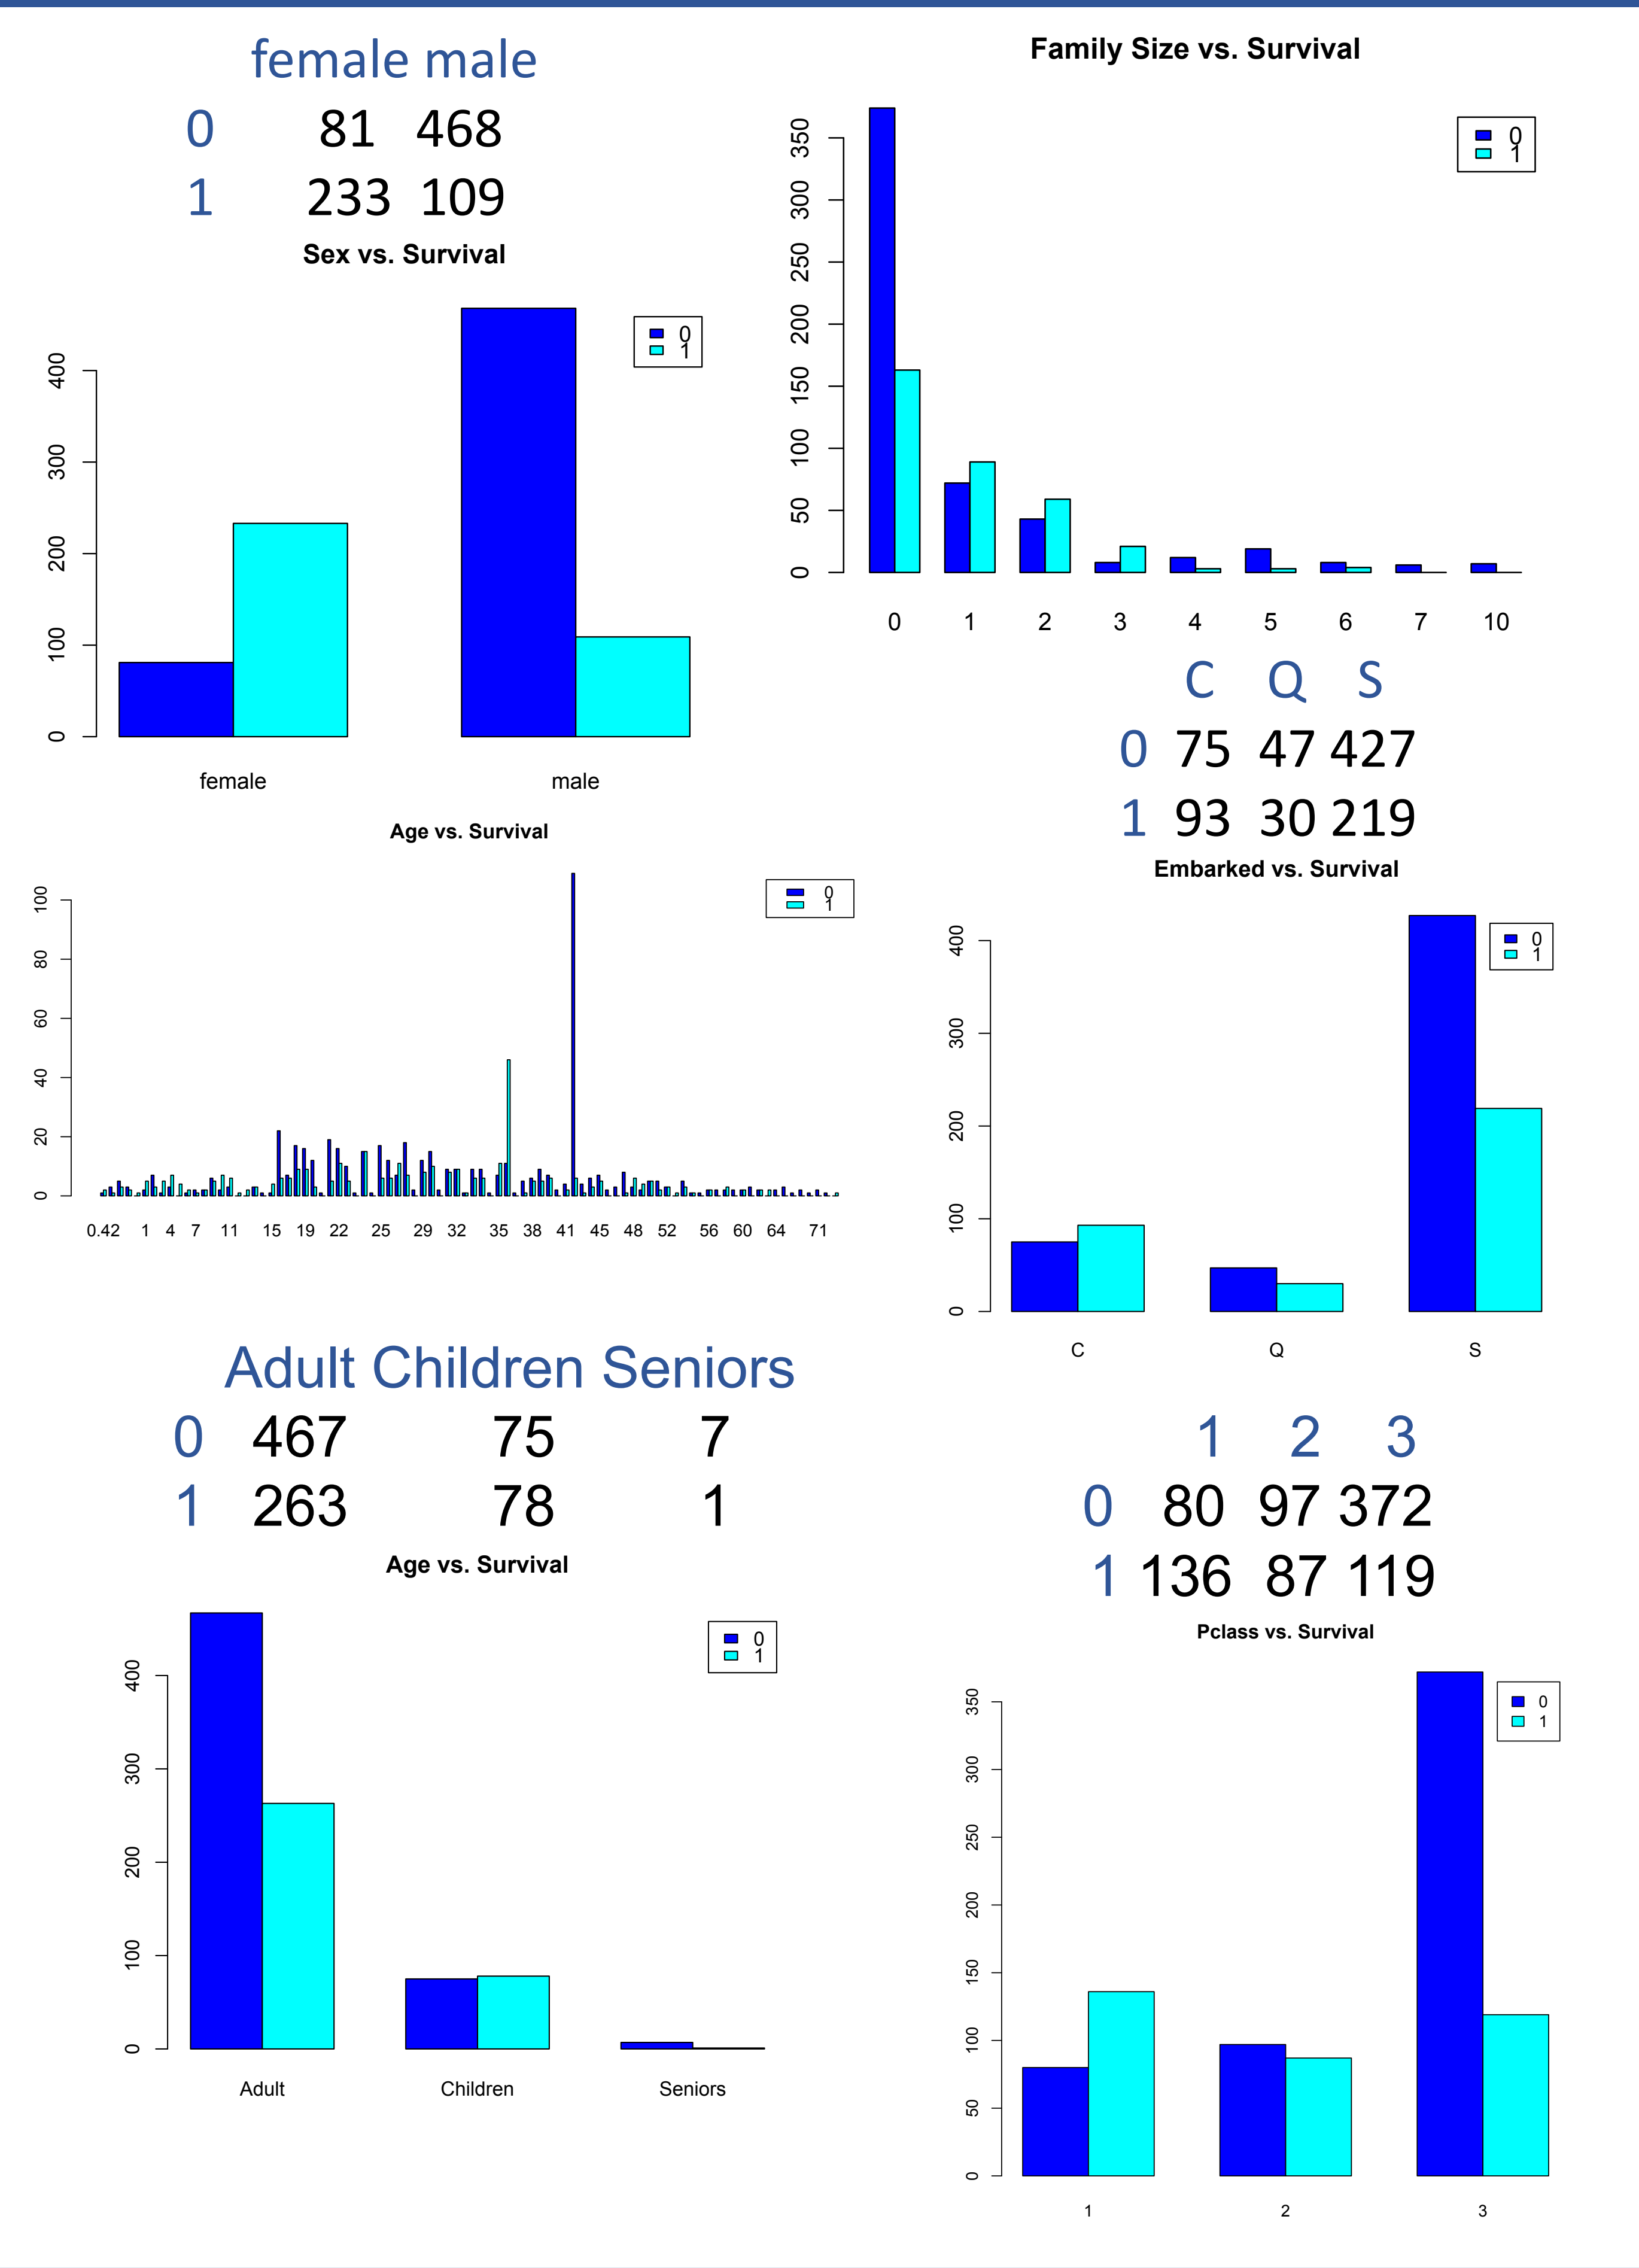 female male
0 81 468
1 233 109
Sex vs. Survival
0
1
400
300
200
100
0
female male
Family Size vs. Survival
0
1
350
300
250
200
150
100
50
0
0 1 2 3 4 5 6 7 10
Age vs. Survival
0
1
100
80
60
40
20
0
0.42 1 4 7 11 15 19 22 25 29 32 35 38 41 45 48 52 56 60 64 71
C Q S
0 75 47 427
1 93 30 219
Embarked vs. Survival
0
1
400
300
200
100
0
C Q S
Adult Children Seniors
0 467 75 7
1 263 78 1
Age vs. Survival
0
1
400
300
200
100
0
Adult Children Seniors
1 2 3
0 80 97 372
1 136 87 119
Pclass vs. Survival
0
1
350
300
250
200
150
100
50
0
1 2 3